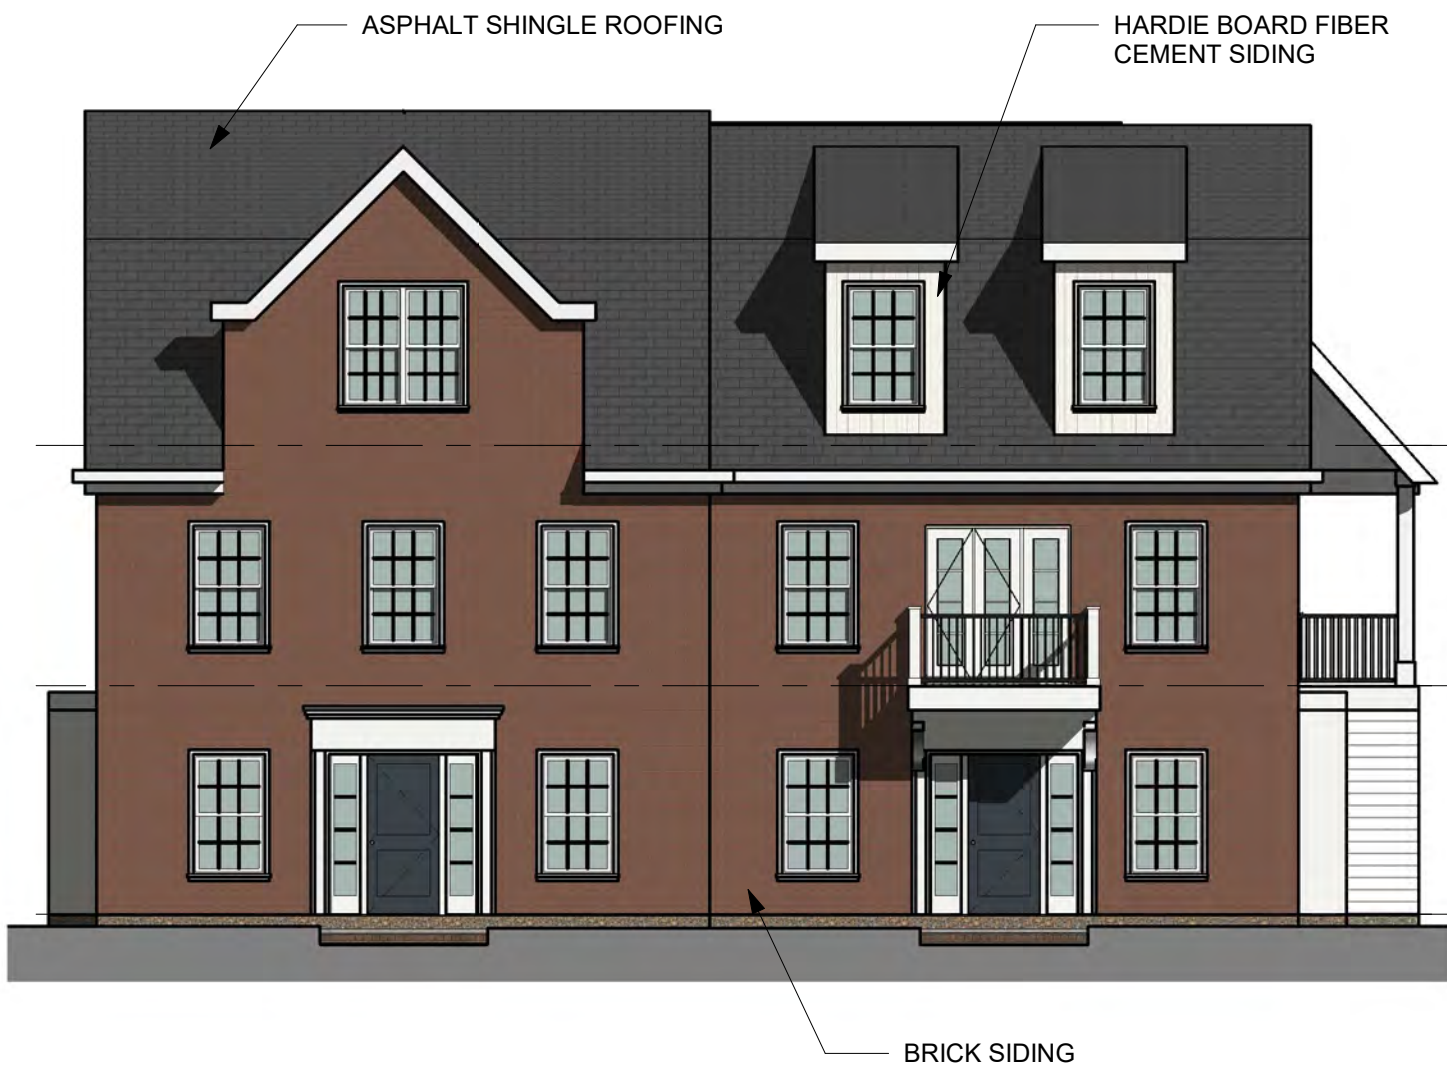 ASPHALT SHINGLE ROOFING
HARDIE BOARD FIBER
CEMENT SIDING
BRICK SIDING